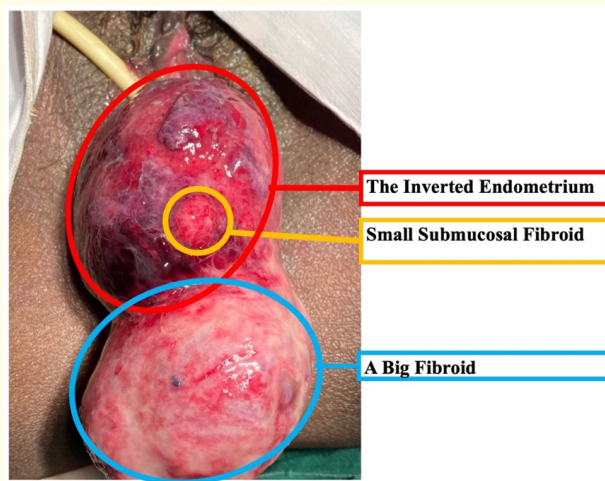 The Inverted Endometrium
Small Submucosal Fibroid
A Big Fibroid